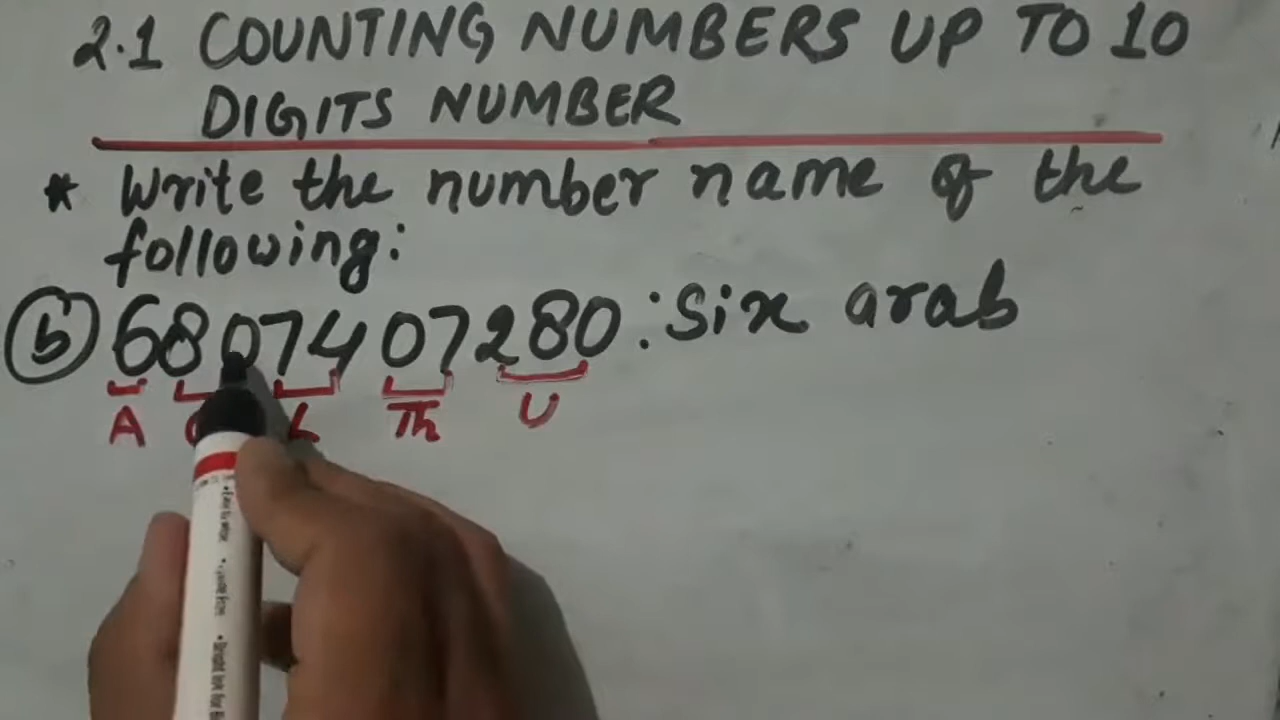 2.1 COUNTING NUMBERS UP TO 10
DIGITS NUMBER
* Write the number name of the
following:
(b) 6807407280 : Six arab
A L Th U